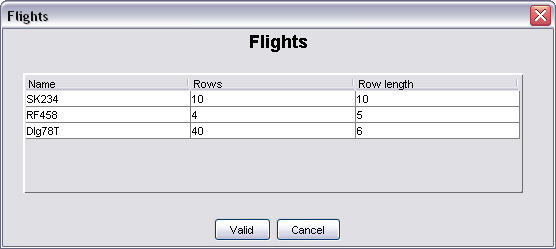 Flights
Flights
Name Rows Row length
SK234 10 10
RF458 4 5
Dlg78T 40 6
Valid Cancel